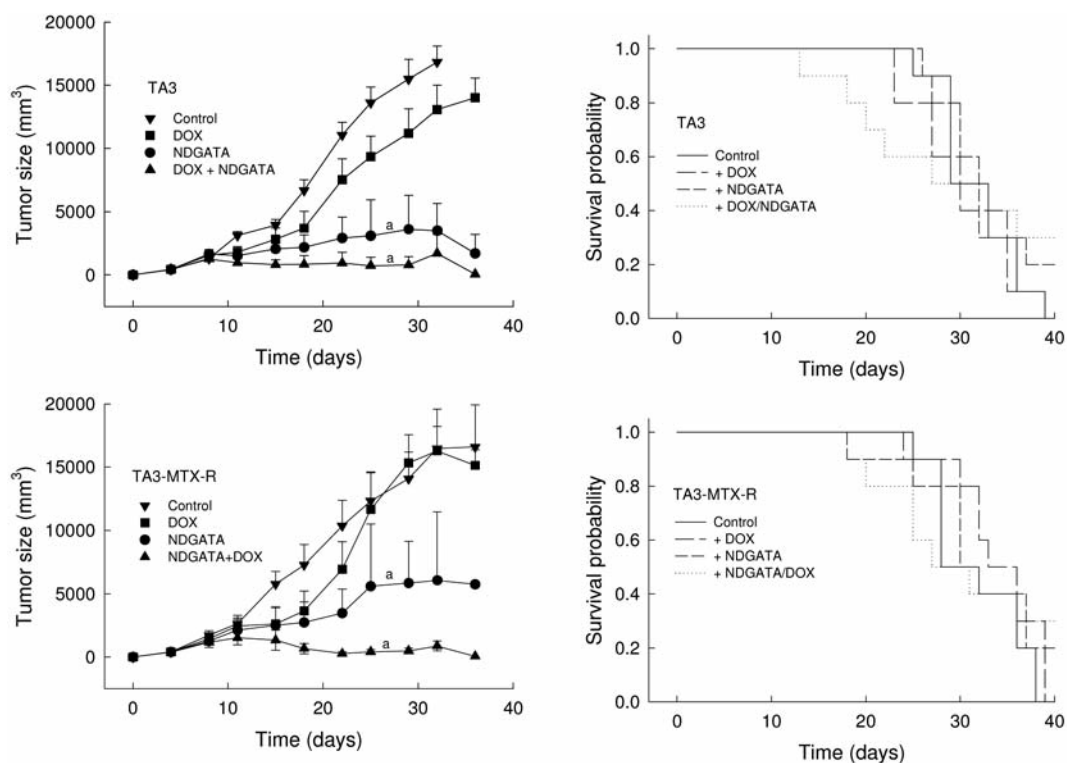 20000
15000
10000
5000
0
Tumor size (mm³)
TA3
Control
DOX
NDGATA
DOX + NDGATA
a
a
0 10 20 30 40
Time (days)
1.0
0.8
0.6
0.4
0.2
0.0
Survival probability
TA3
Control
+ DOX
+ NDGATA
+ DOX/NDGATA
0 10 20 30 40
Time (days)
20000
15000
10000
5000
0
Tumor size (mm³)
TA3-MTX-R
Control
DOX
NDGATA
NDGATA+DOX
a
a
0 10 20 30 40
Time (days)
1.0
0.8
0.6
0.4
0.2
0.0
Survival probability
TA3-MTX-R
Control
+ DOX
+ NDGATA
+ NDGATA/DOX
0 10 20 30 40
Time (days)